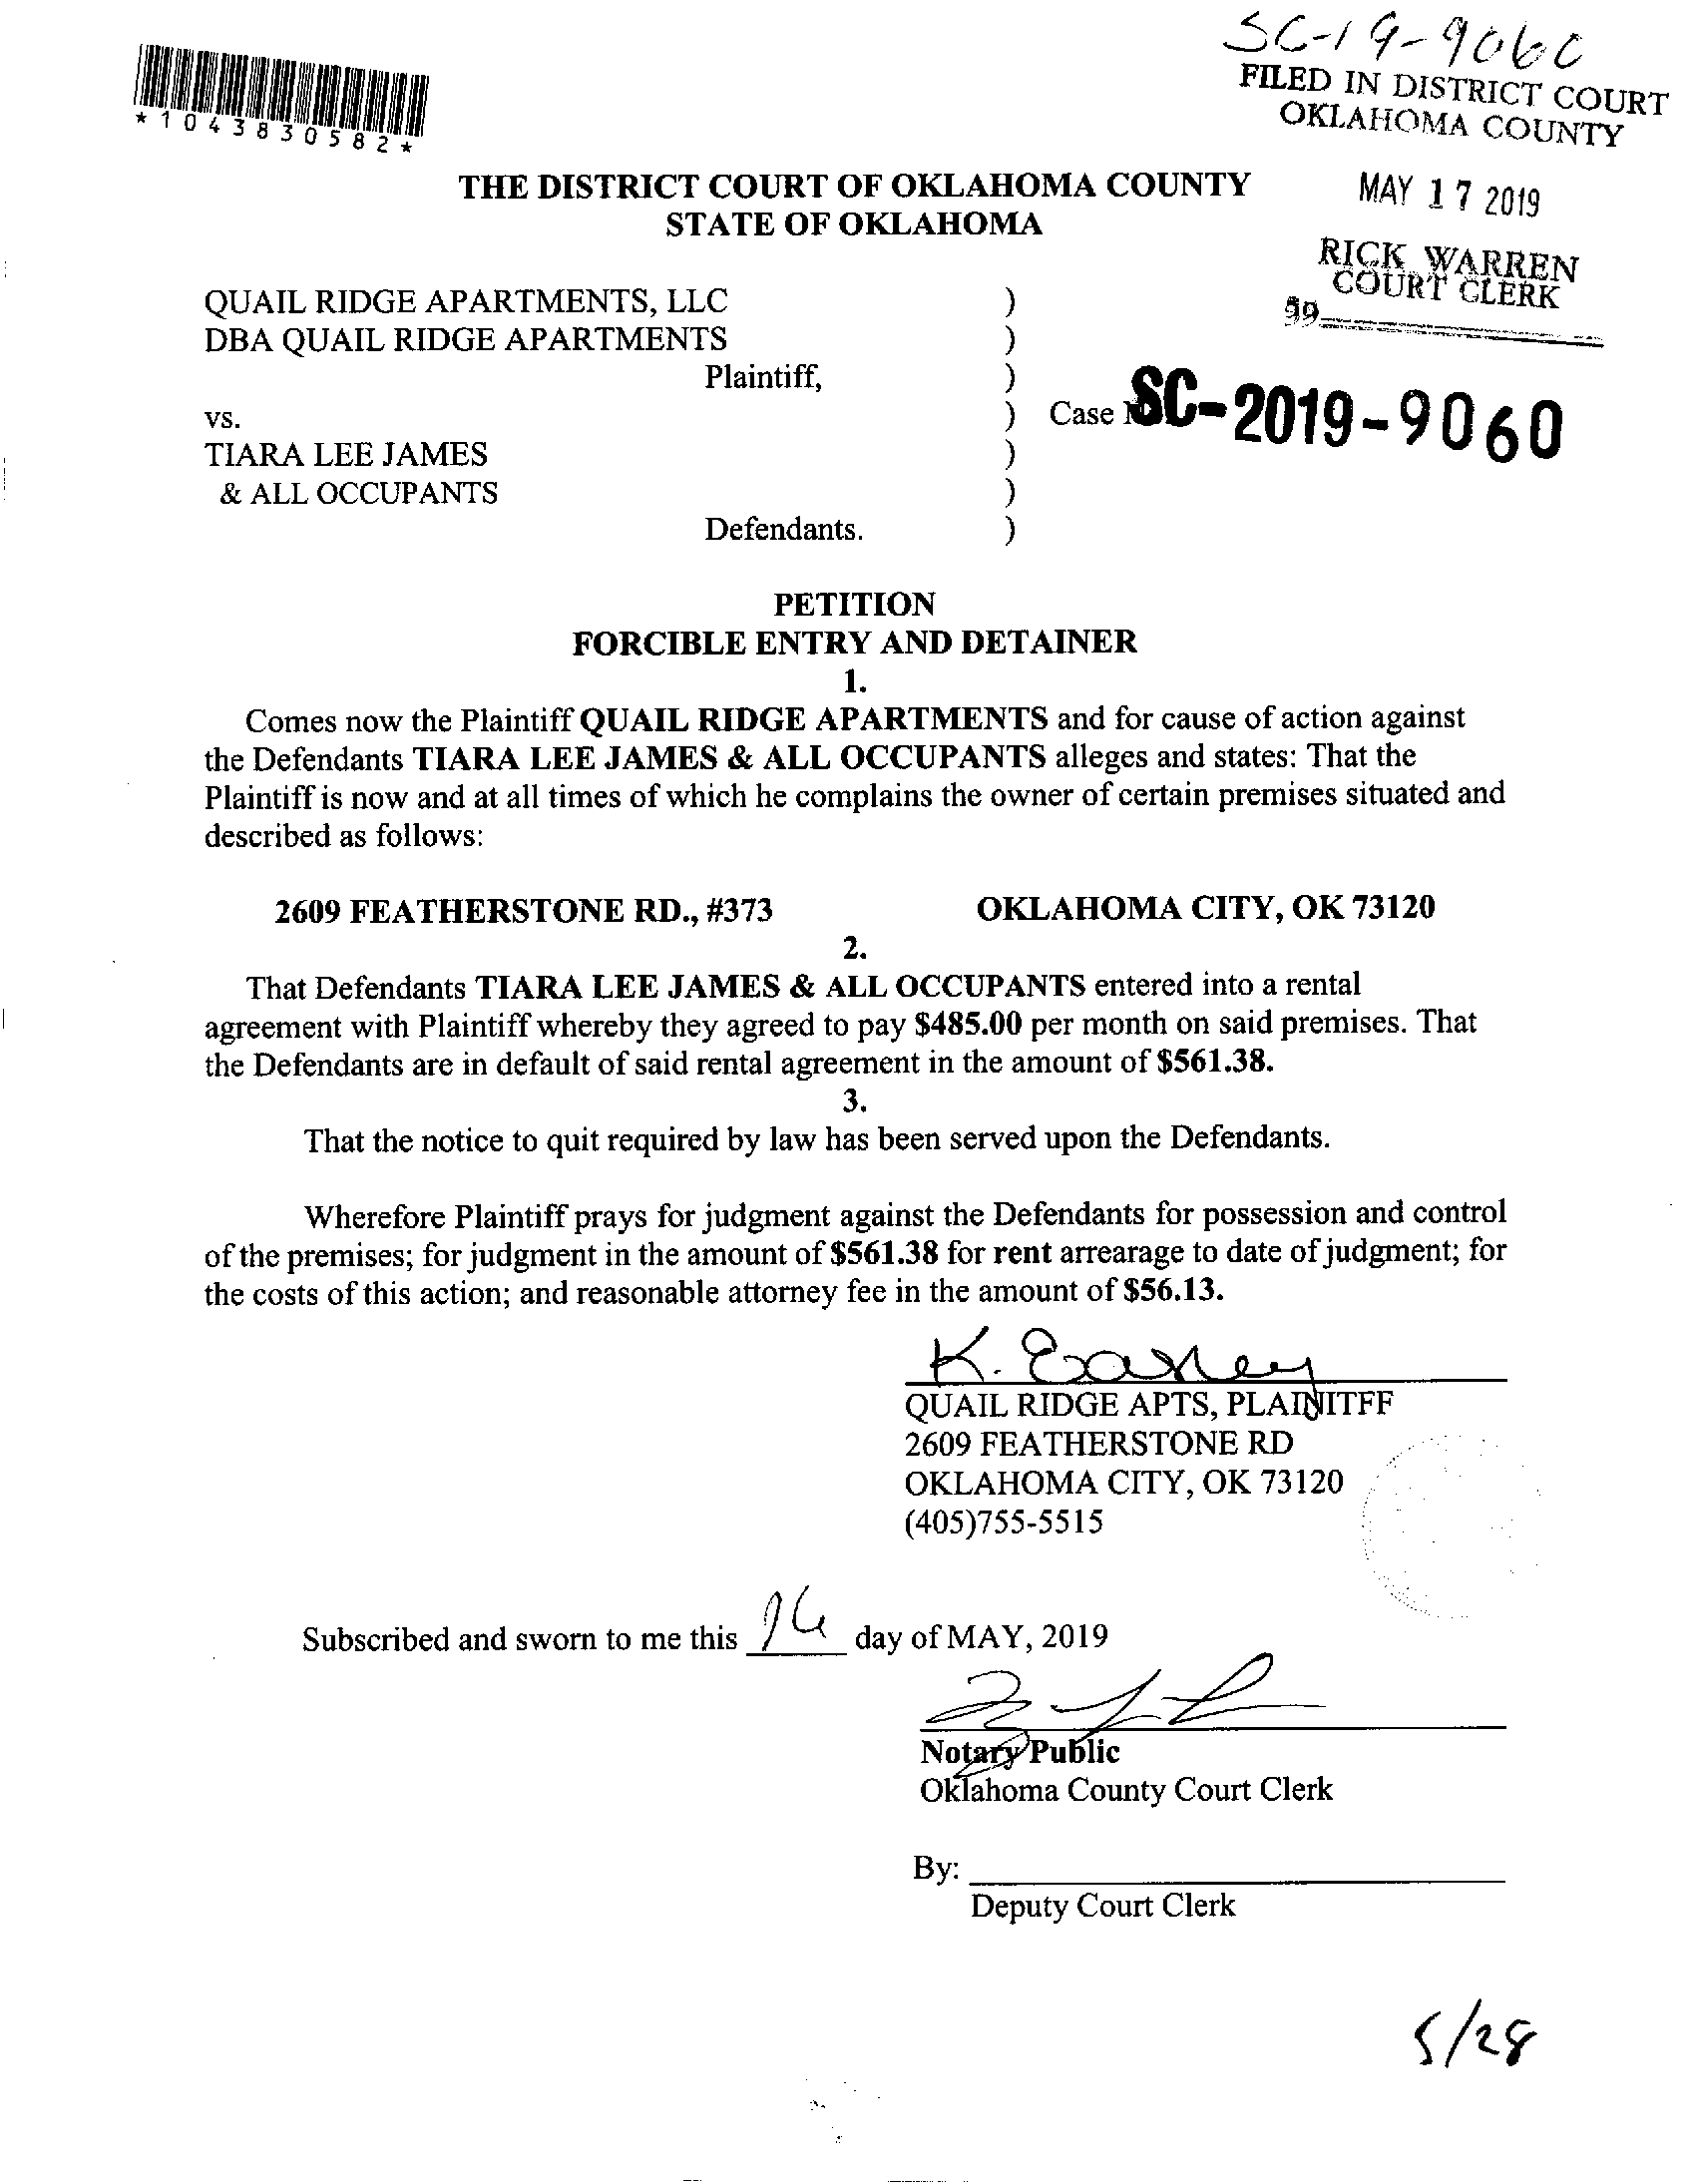 SC-19-9060
FILED IN DISTRICT COURT
OKLAHOMA COUNTY
*1043830582*
THE DISTRICT COURT OF OKLAHOMA COUNTY
STATE OF OKLAHOMA
MAY 17 2019
RICK WARREN
COURT CLERK
QUAIL RIDGE APARTMENTS, LLC )
DBA QUAIL RIDGE APARTMENTS )
99
Plaintiff, )
vs. ) Case SC-2019-9060
TIARA LEE JAMES )
& ALL OCCUPANTS )
Defendants. )
PETITION
FORCIBLE ENTRY AND DETAINER
1.
Comes now the Plaintiff QUAIL RIDGE APARTMENTS and for cause of action against
the Defendants TIARA LEE JAMES & ALL OCCUPANTS alleges and states: That the
Plaintiff is now and at all times of which he complains the owner of certain premises situated and
described as follows:
2609 FEATHERSTONE RD., #373 OKLAHOMA CITY, OK 73120
2.
That Defendants TIARA LEE JAMES & ALL OCCUPANTS entered into a rental
agreement with Plaintiff whereby they agreed to pay $485.00 per month on said premises. That
the Defendants are in default of said rental agreement in the amount of $561.38.
3.
That the notice to quit required by law has been served upon the Defendants.
Wherefore Plaintiff prays for judgment against the Defendants for possession and control
of the premises; for judgment in the amount of $561.38 for rent arrearage to date of judgment; for
the costs of this action; and reasonable attorney fee in the amount of $56.13.
K. Easley
QUAIL RIDGE APTS, PLAINITFF
2609 FEATHERSTONE RD
OKLAHOMA CITY, OK 73120
(405)755-5515
Subscribed and sworn to me this 16 day of MAY, 2019
Notary Public
Oklahoma County Court Clerk
By:
Deputy Court Clerk
5/28